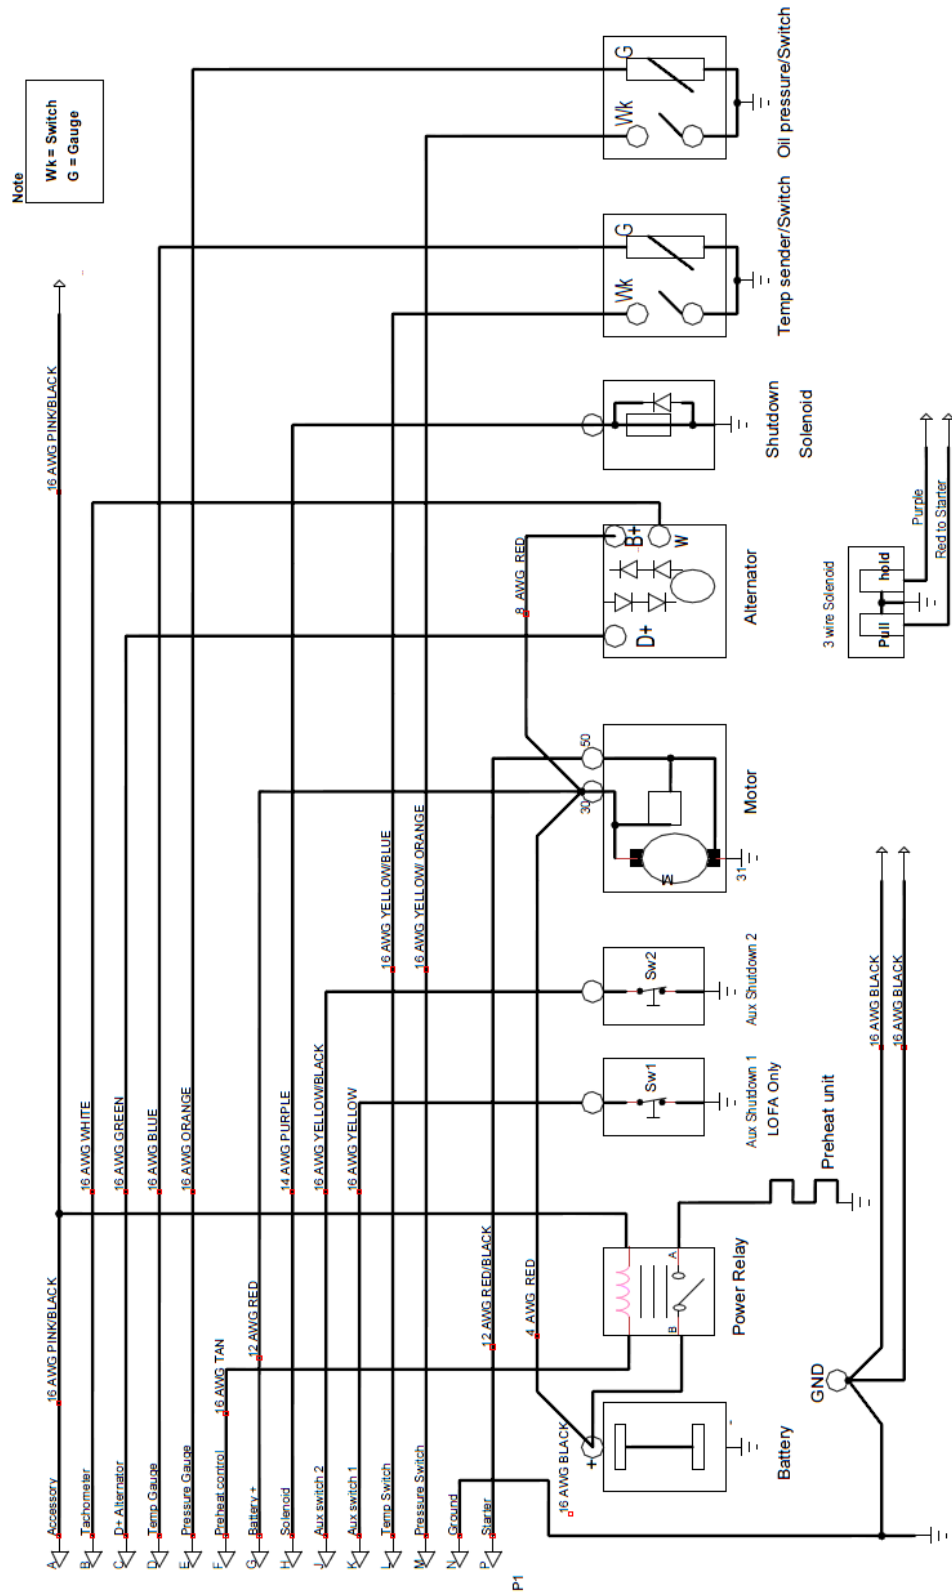 Note
Wk = Switch
G = Gauge
A
Accessory
16 AWG PINK/BLACK
16 AWG PINK/BLACK
B
Tachometer
16 AWG WHITE
C
D+ Alternator
16 AWG GREEN
D
Temp Gauge
16 AWG BLUE
E
Pressure Gauge
16 AWG ORANGE
F
Preheat control
16 AWG TAN
G
Battery +
12 AWG RED
H
Solenoid
14 AWG PURPLE
J
Aux switch 2
16 AWG YELLOW/BLACK
K
Aux switch 1
16 AWG YELLOW
L
Temp Switch
16 AWG YELLOW/BLUE
M
Pressure Switch
16 AWG YELLOW/ ORANGE
N
Ground
16 AWG BLACK
P
Starter
12 AWG RED/BLACK
P1
4 AWG RED
8 AWG RED
+
-
Battery
B
A
Power Relay
Preheat unit
Sw1
Aux Shutdown 1
LOFA Only
Sw2
Aux Shutdown 2
30
50
M
31
Motor
D+
B+
W
Alternator
Shutdown
Solenoid
Wk
G
Temp sender/Switch
Wk
G
Oil pressure/Switch
GND
16 AWG BLACK
16 AWG BLACK
3 wire Solenoid
Pull
hold
Purple
Red to Starter